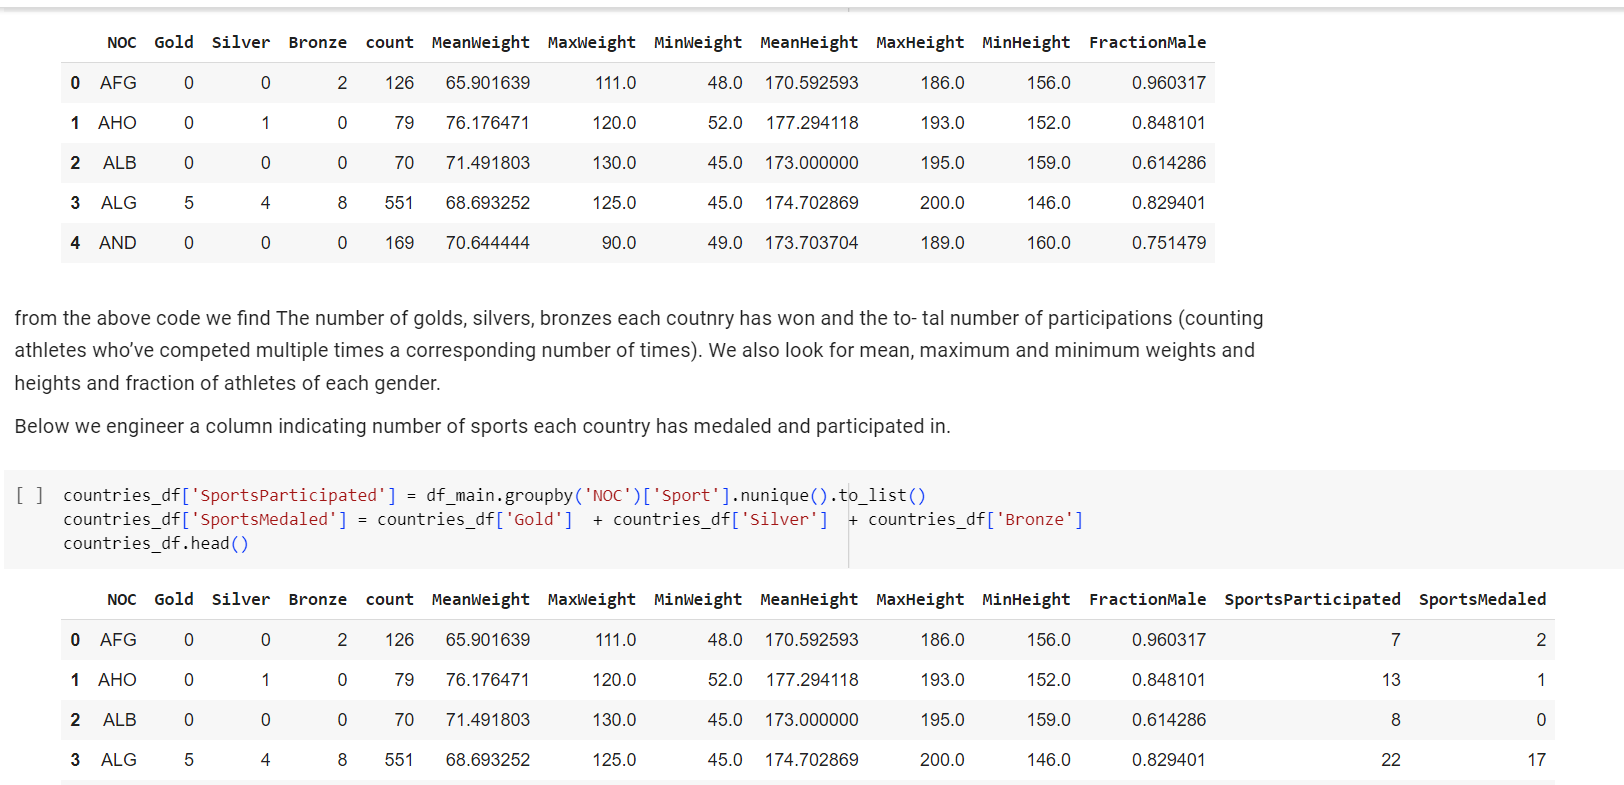 NOC Gold Silver Bronze count MeanWeight MaxWeight MinWeight MeanHeight MaxHeight MinHeight FractionMale
0 AFG 0 0 2 126 65.901639 111.0 48.0 170.592593 186.0 156.0 0.960317
1 AHO 0 1 0 79 76.176471 120.0 52.0 177.294118 193.0 152.0 0.848101
2 ALB 0 0 0 70 71.491803 130.0 45.0 173.000000 195.0 159.0 0.614286
3 ALG 5 4 8 551 68.693252 125.0 45.0 174.702869 200.0 146.0 0.829401
4 AND 0 0 0 169 70.644444 90.0 49.0 173.703704 189.0 160.0 0.751479
from the above code we find The number of golds, silvers, bronzes each coutnry has won and the to- tal number of participations (counting
athletes who’ve competed multiple times a corresponding number of times). We also look for mean, maximum and minimum weights and
heights and fraction of athletes of each gender.
Below we engineer a column indicating number of sports each country has medaled and participated in.
[ ] countries_df['SportsParticipated'] = df_main.groupby('NOC')['Sport'].nunique().to_list()
countries_df['SportsMedaled'] = countries_df['Gold']  + countries_df['Silver']  + countries_df['Bronze']
countries_df.head()
NOC Gold Silver Bronze count MeanWeight MaxWeight MinWeight MeanHeight MaxHeight MinHeight FractionMale SportsParticipated SportsMedaled
0 AFG 0 0 2 126 65.901639 111.0 48.0 170.592593 186.0 156.0 0.960317 7 2
1 AHO 0 1 0 79 76.176471 120.0 52.0 177.294118 193.0 152.0 0.848101 13 1
2 ALB 0 0 0 70 71.491803 130.0 45.0 173.000000 195.0 159.0 0.614286 8 0
3 ALG 5 4 8 551 68.693252 125.0 45.0 174.702869 200.0 146.0 0.829401 22 17